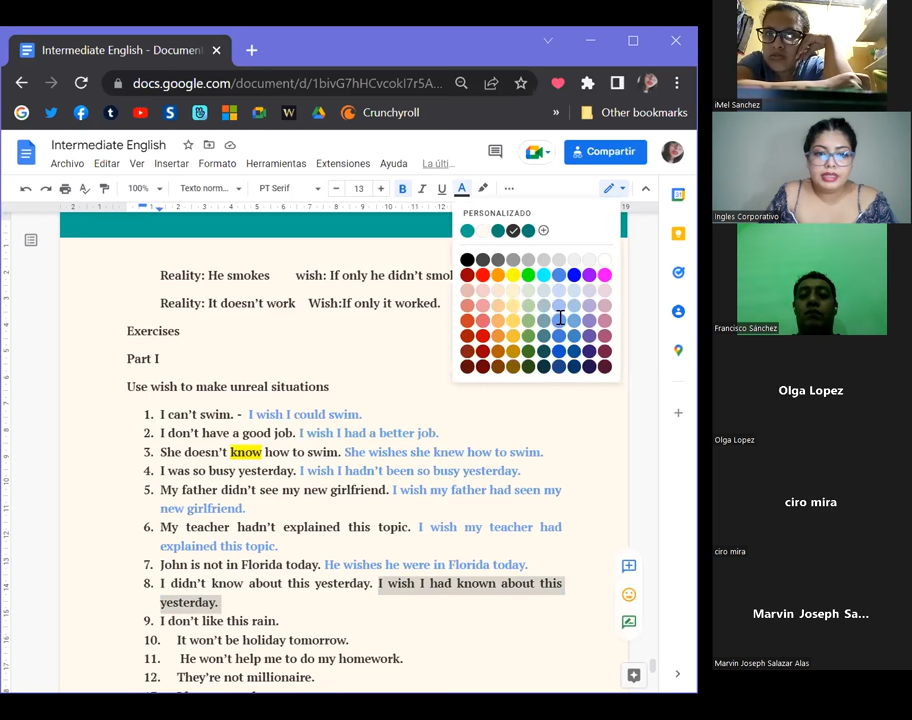 Intermediate English - Documen
docs.google.com/document/d/1bivG7hHCvcokI7r5A...
Crunchyroll
»
Other bookmarks
Intermediate English
Archivo Editar Ver Insertar Formato Herramientas Extensiones Ayuda La últi...
Compartir
100% Texto norm... PT Serif 13 B I U A
PERSONALIZADO
Reality: He smokes wish: If only he didn't smol
Reality: It doesn't work Wish:If only it worked.
Exercises
Part I
Use wish to make unreal situations
1. I can't swim. - I wish I could swim.
2. I don't have a good job. I wish I had a better job.
3. She doesn't know how to swim. She wishes she knew how to swim.
4. I was so busy yesterday. I wish I hadn't been so busy yesterday.
5. My father didn't see my new girlfriend. I wish my father had seen my
new girlfriend.
6. My teacher hadn't explained this topic. I wish my teacher had
explained this topic.
7. John is not in Florida today. He wishes he were in Florida today.
8. I didn't know about this yesterday. I wish I had known about this
yesterday.
9. I don't like this rain.
10. It won't be holiday tomorrow.
11. He won't help me to do my homework.
12. They're not millionaire.
iMel Sanchez
Ingles Corporativo
Francisco Sánchez
Olga Lopez
Olga Lopez
ciro mira
ciro mira
Marvin Joseph Sa...
Marvin Joseph Salazar Alas